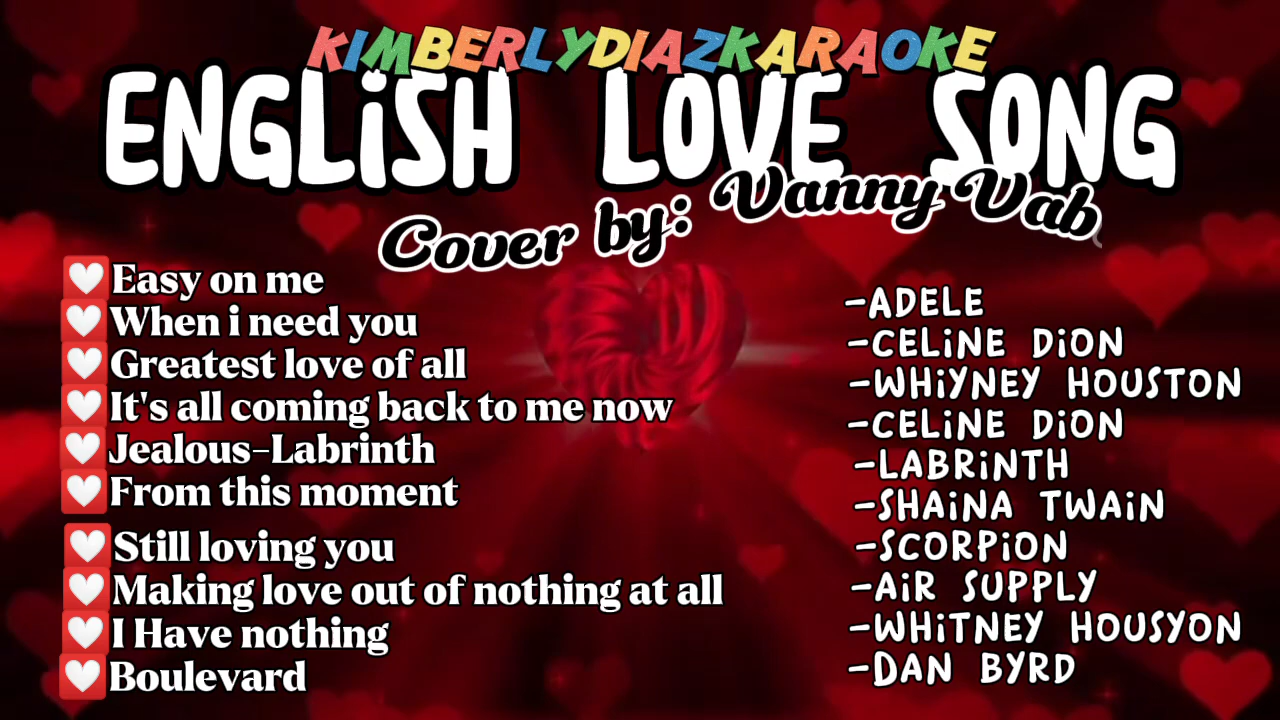 KIMBERLYDIAZKARAOKE
ENGLiSH LOVE SONG
Cover by: Vanny Vab
Easy on me
When i need you
Greatest love of all
It's all coming back to me now
Jealous-Labrinth
From this moment
Still loving you
Making love out of nothing at all
I Have nothing
Boulevard
-ADELE
-CELiNE DiON
-WHiYNEY HOUSTON
-CELiNE DiON
-LABRiNTH
-SHAiNA TWAiN
-SCORPiON
-AiR SUPPLY
-WHiTNEY HOUSYON
-DAN BYRD